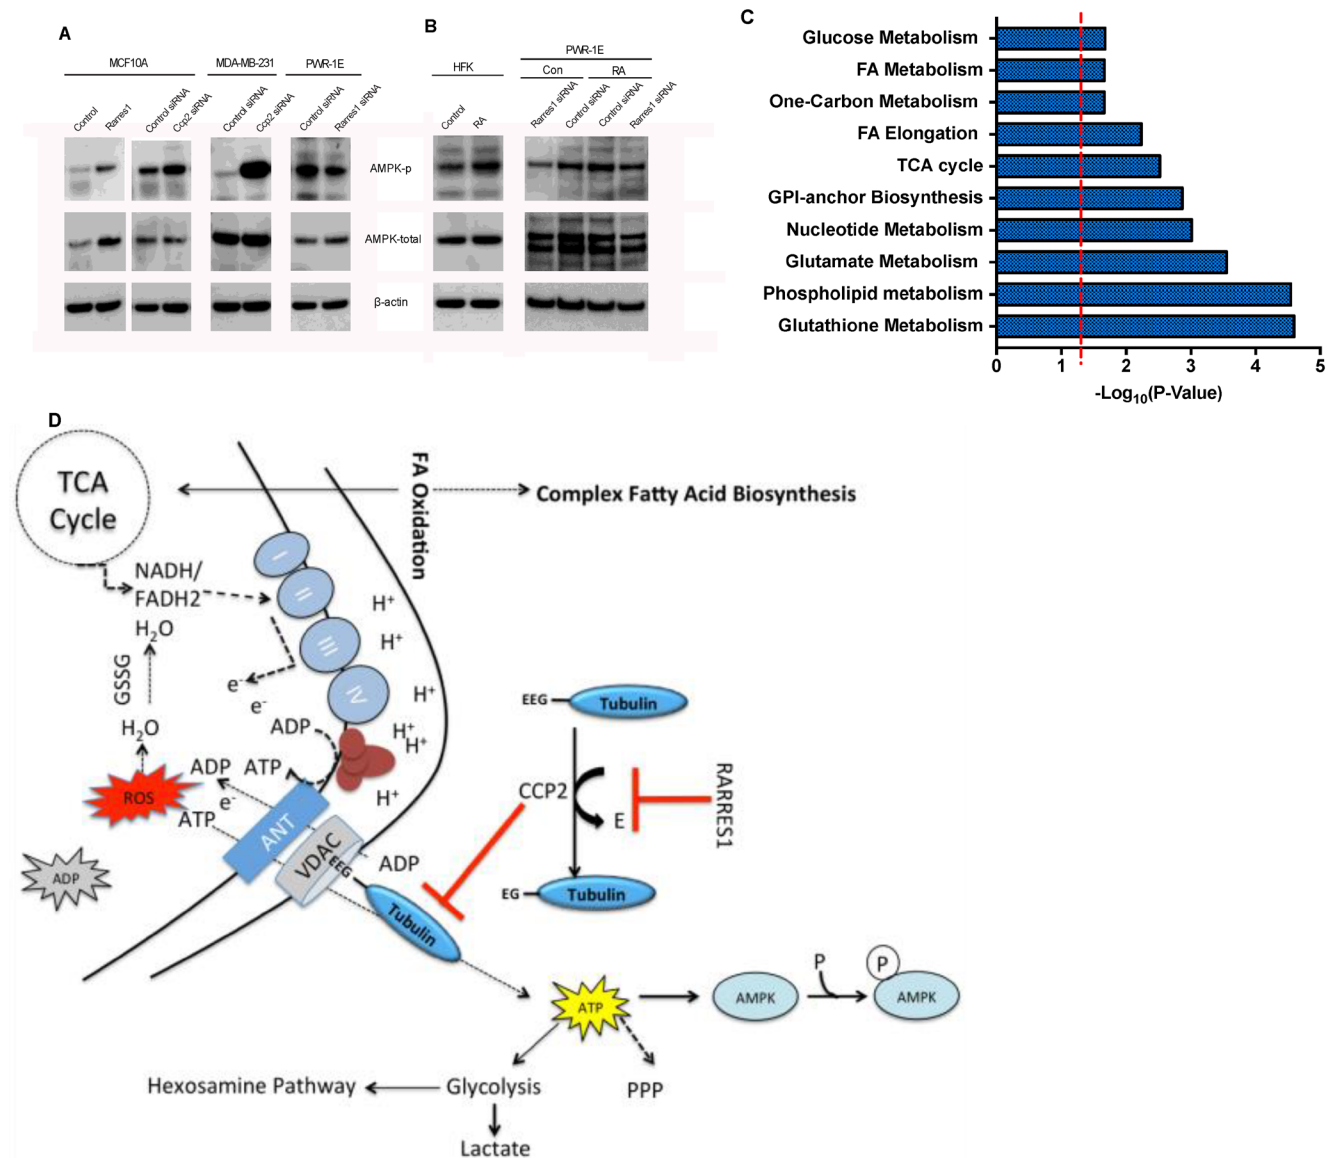 A
MCF10A
MDA-MB-231
PWR-1E
Control
Rarres1
Control siRNA
Ccp2 siRNA
Control siRNA
Ccp2 siRNA
Control siRNA
Rarres1 siRNA
AMPK-p
AMPK-total
β-actin
B
HFK
PWR-1E
Con
RA
Control
RA
Rarres1 siRNA
Control siRNA
Control siRNA
Rarres1 siRNA
C
Glucose Metabolism
FA Metabolism
One-Carbon Metabolism
FA Elongation
TCA cycle
GPI-anchor Biosynthesis
Nucleotide Metabolism
Glutamate Metabolism
Phospholipid metabolism
Glutathione Metabolism
0 1 2 3 4 5
-Log10(P-Value)
D
TCA
Cycle
FA Oxidation
Complex Fatty Acid Biosynthesis
NADH/
FADH2
H2O
GSSG
H2O
ROS
ADP
I
II
III
IV
H+
H+
H+
H+
H+
H+
e-
e-
ADP
ADP
ATP
e-
ATP
ANT
VDAC
EEG
ADP
Tubulin
EEG
Tubulin
CCP2
E
RARRES1
EG
Tubulin
ATP
AMPK
P
P
AMPK
Hexosamine Pathway
Glycolysis
PPP
Lactate